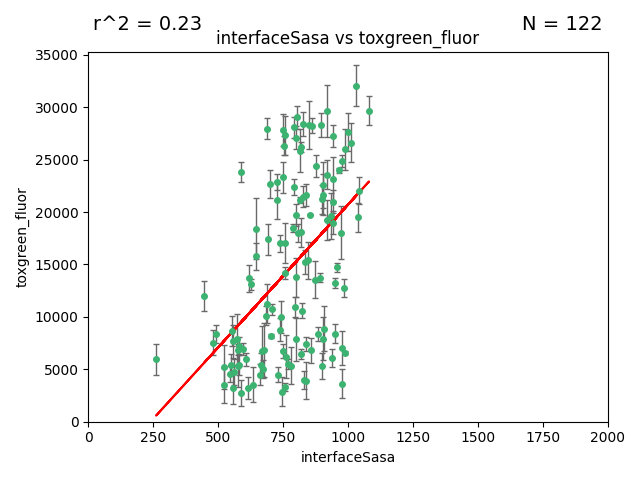 r^2 = 0.23 N = 122
interfaceSasa vs toxgreen_fluor
35000
30000
25000
20000
15000
10000
5000
0
toxgreen_fluor
0 250 500 750 1000 1250 1500 1750 2000
interfaceSasa